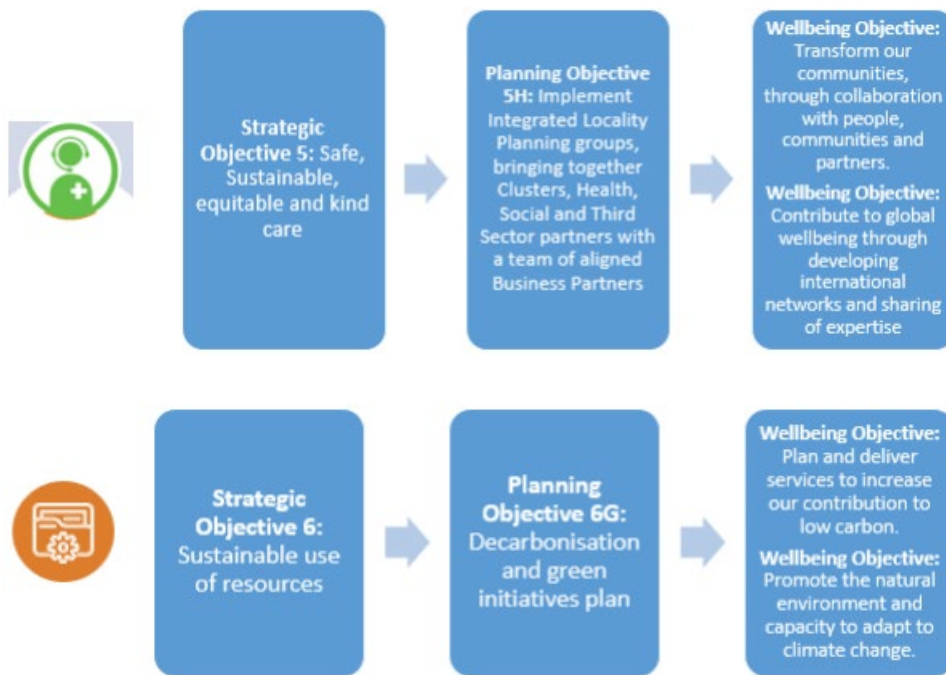 Strategic
Objective 5: Safe,
Sustainable,
equitable and kind
care
Planning Objective
5H: Implement
Integrated Locality
Planning groups,
bringing together
Clusters, Health,
Social and Third
Sector partners with
a team of aligned
Business Partners
Wellbeing Objective:
Transform our
communities,
through collaboration
with people,
communities and
partners.
Wellbeing Objective:
Contribute to global
wellbeing through
developing
international
networks and sharing
of expertise
Strategic
Objective 6:
Sustainable use
of resources
Planning
Objective 6G:
Decarbonisation
and green
initiatives plan
Wellbeing Objective:
Plan and deliver
services to increase
our contribution to
low carbon.
Wellbeing Objective:
Promote the natural
environment and
capacity to adapt to
climate change.